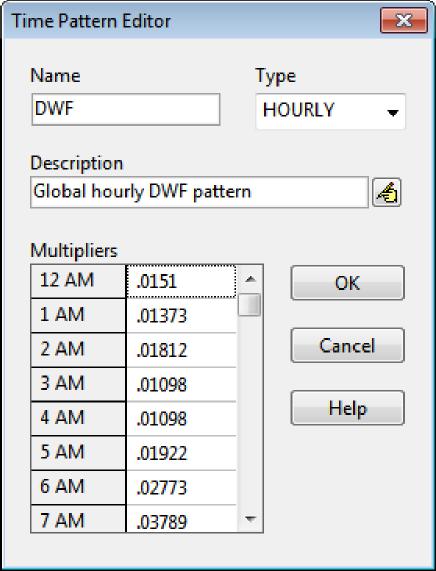 Time Pattern Editor
Name Type
DWF HOURLY
Description
Global hourly DWF pattern
Multipliers
12 AM .0151
1 AM .01373
2 AM .01812
3 AM .01098
4 AM .01098
5 AM .01922
6 AM .02773
7 AM .03789
OK
Cancel
Help